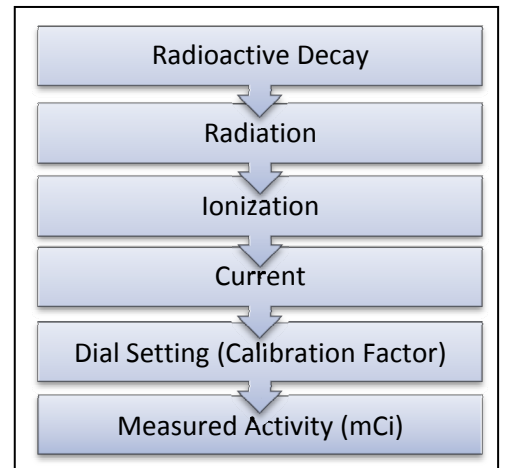 Radioactive Decay
Radiation
Ionization
Current
Dial Setting (Calibration Factor)
Measured Activity (mCi)